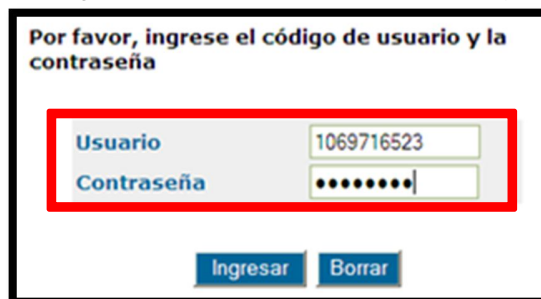 Por favor, ingrese el código de usuario y la
contraseña
Usuario 1069716523
Contraseña ••••••••
Ingresar Borrar